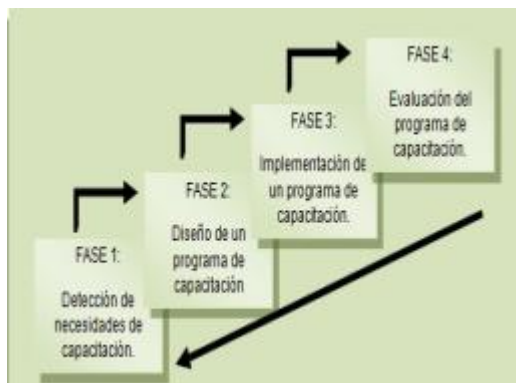 FASE 1:
Detección de
necesidades de
capacitación.
FASE 2:
Diseño de un
programa de
capacitación
FASE 3:
Implementación de
un programa de
capacitación.
FASE 4:
Evaluación del
programa de
capacitación.